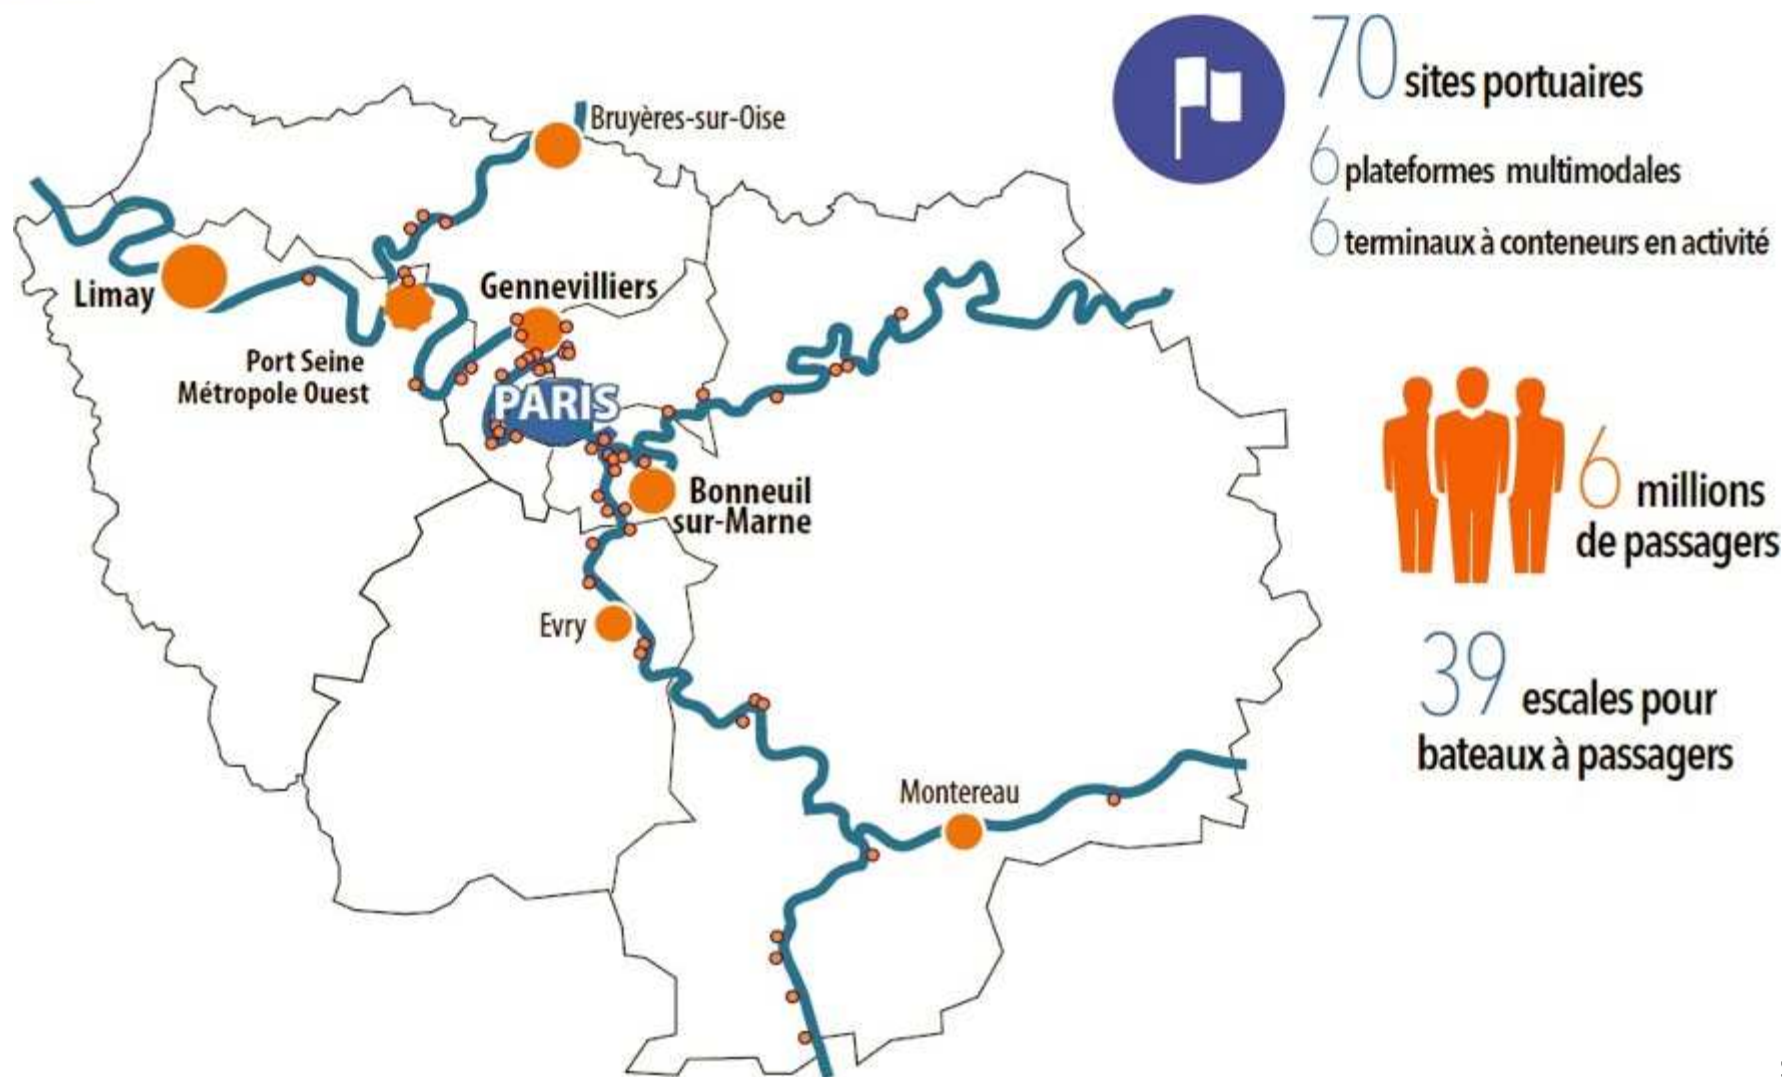 Bruyères-sur-Oise
Limay
Gennevilliers
Port Seine
Métropole Ouest
PARIS
Bonneuil
sur-Marne
Evry
Montereau
70 sites portuaires
6 plateformes multimodales
6 terminaux à conteneurs en activité
6 millions
de passagers
39 escales pour
bateaux à passagers